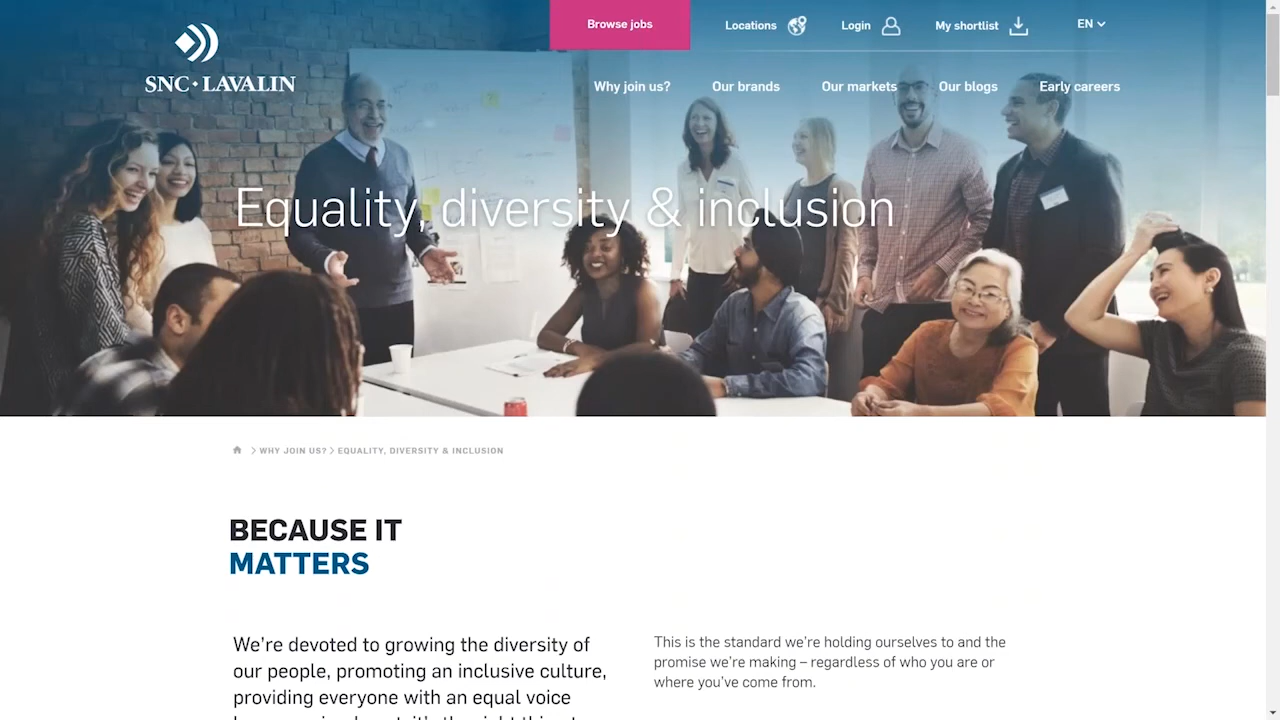 Browse jobs
Locations
Login
My shortlist
EN
SNC LAVALIN
Why join us?
Our brands
Our markets
Our blogs
Early careers
Equality, diversity & inclusion
WHY JOIN US? EQUALITY, DIVERSITY & INCLUSION
BECAUSE IT
MATTERS
We're devoted to growing the diversity of
our people, promoting an inclusive culture,
providing everyone with an equal voice
This is the standard we're holding ourselves to and the
promise we're making – regardless of who you are or
where you've come from.